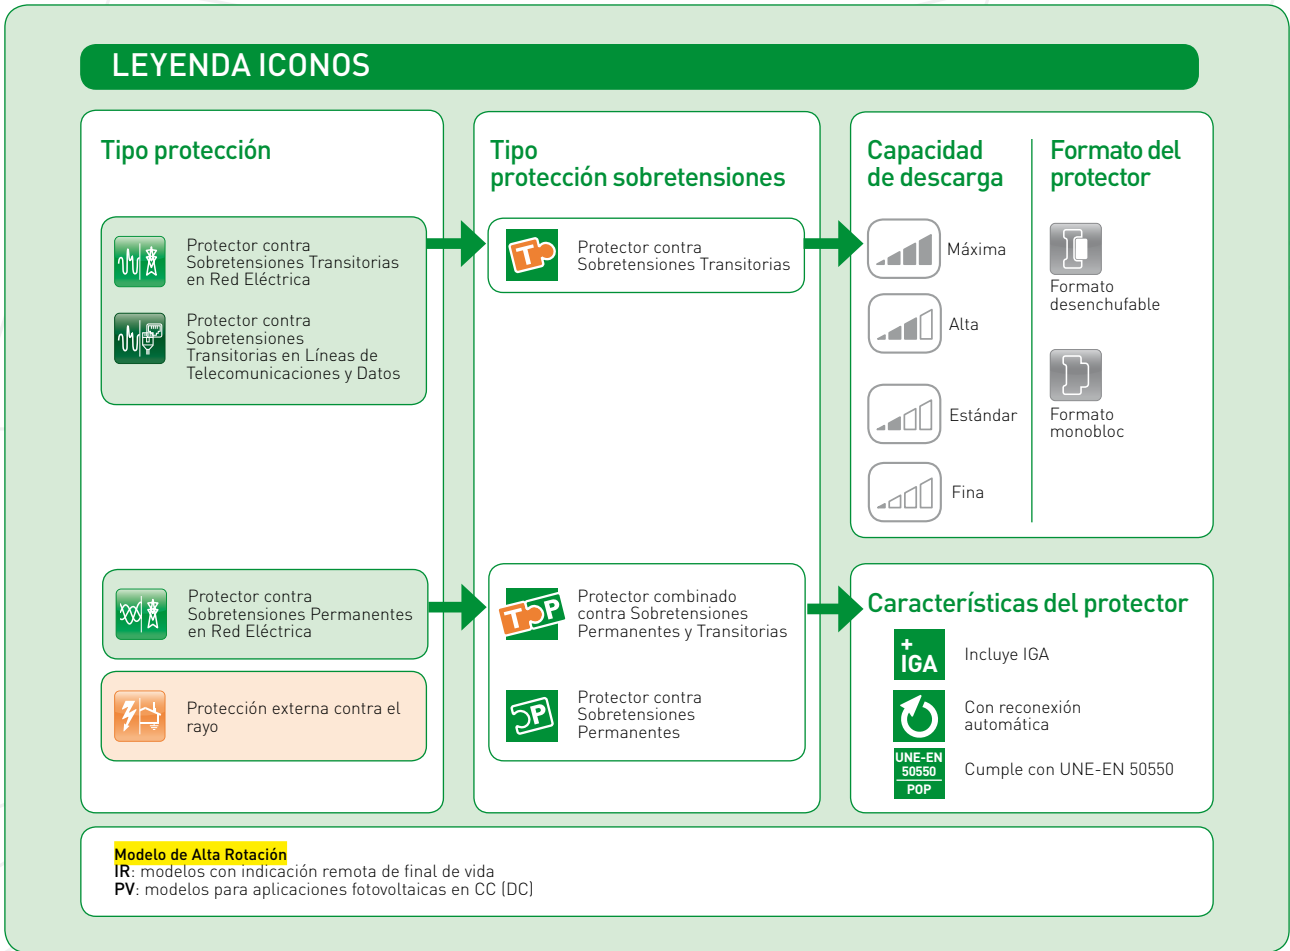 LEYENDA ICONOS
Tipo protección
Protector contra
Sobretensiones Transitorias
en Red Eléctrica
Protector contra
Sobretensiones
Transitorias en Líneas de
Telecomunicaciones y Datos
Protector contra
Sobretensiones Permanentes
en Red Eléctrica
Protección externa contra el
rayo
Tipo
protección sobretensiones
T
Protector contra
Sobretensiones Transitorias
T P
Protector combinado
contra Sobretensiones
Permanentes y Transitorias
P
Protector contra
Sobretensiones
Permanentes
Capacidad
de descarga
Máxima
Alta
Estándar
Fina
Formato del
protector
Formato
desenchufable
Formato
monobloc
Características del protector
+
IGA
Incluye IGA
Con reconexión
automática
UNE-EN
50550
POP
Cumple con UNE-EN 50550
Modelo de Alta Rotación
IR: modelos con indicación remota de final de vida
PV: modelos para aplicaciones fotovoltaicas en CC (DC)